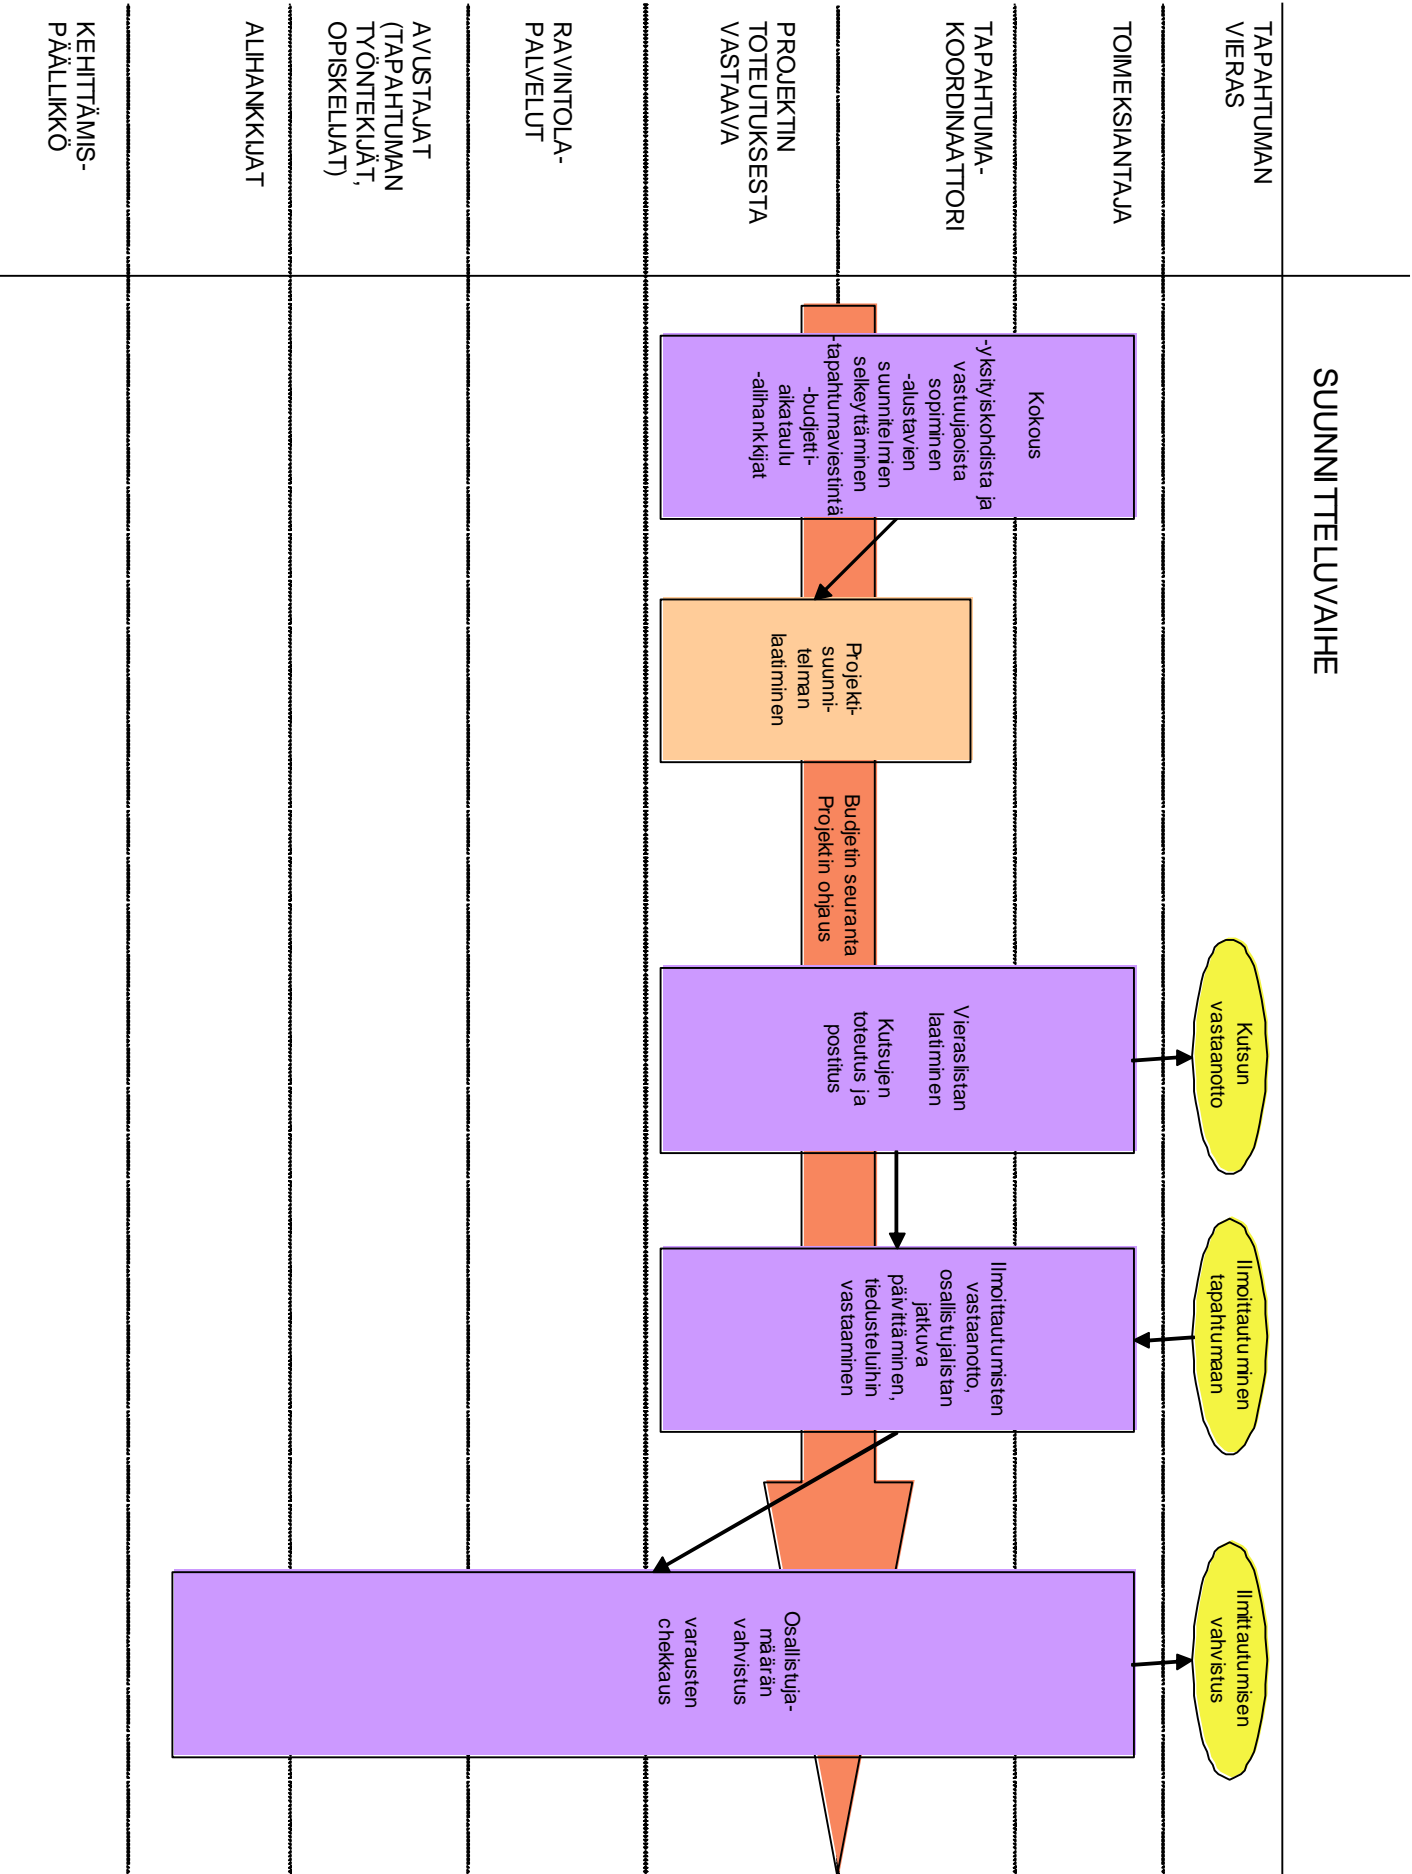 SUUNNITTELUVAIHE
TAPAHTUMAN
VIERAS
TOIMEKSIANTAJA
TAPAHTUMA-
KOORDINAATTORI
PROJEKTIN
TOTEUTUKSESTA
VASTAAVA
RAVINTOLA-
PALVELUT
AVUSTAJAT
(TAPAHTUMAN
TYÖNTEKIJÄT,
OPISKELIJAT)
ALIHANKKIJAT
KEHITTÄMIS-
PÄÄLLIKKÖ
Kokous
-yksityiskohdista ja
vastuujaoista
sopiminen
-alustavien
suunnitelmien
selkeyttäminen
-tapahtumaviestintä
-budjetti-
aikataulu
-alihankkijat
Projekti-
suunni-
telman
laatiminen
Budjetin seuranta
Projektin ohjaus
Kutsun
vastaanotto
Vieraslistan
laatiminen
Kutsujen
toteutus ja
postitus
Ilmoittautuminen
tapahtumaan
Ilmoittautumisten
vastaanotto,
osallistujalistan
jatkuva
päivittäminen,
tiedusteluihin
vastaaminen
Ilmittautumisen
vahvistus
Osallistuja-
määrän
vahvistus
varausten
chekkaus